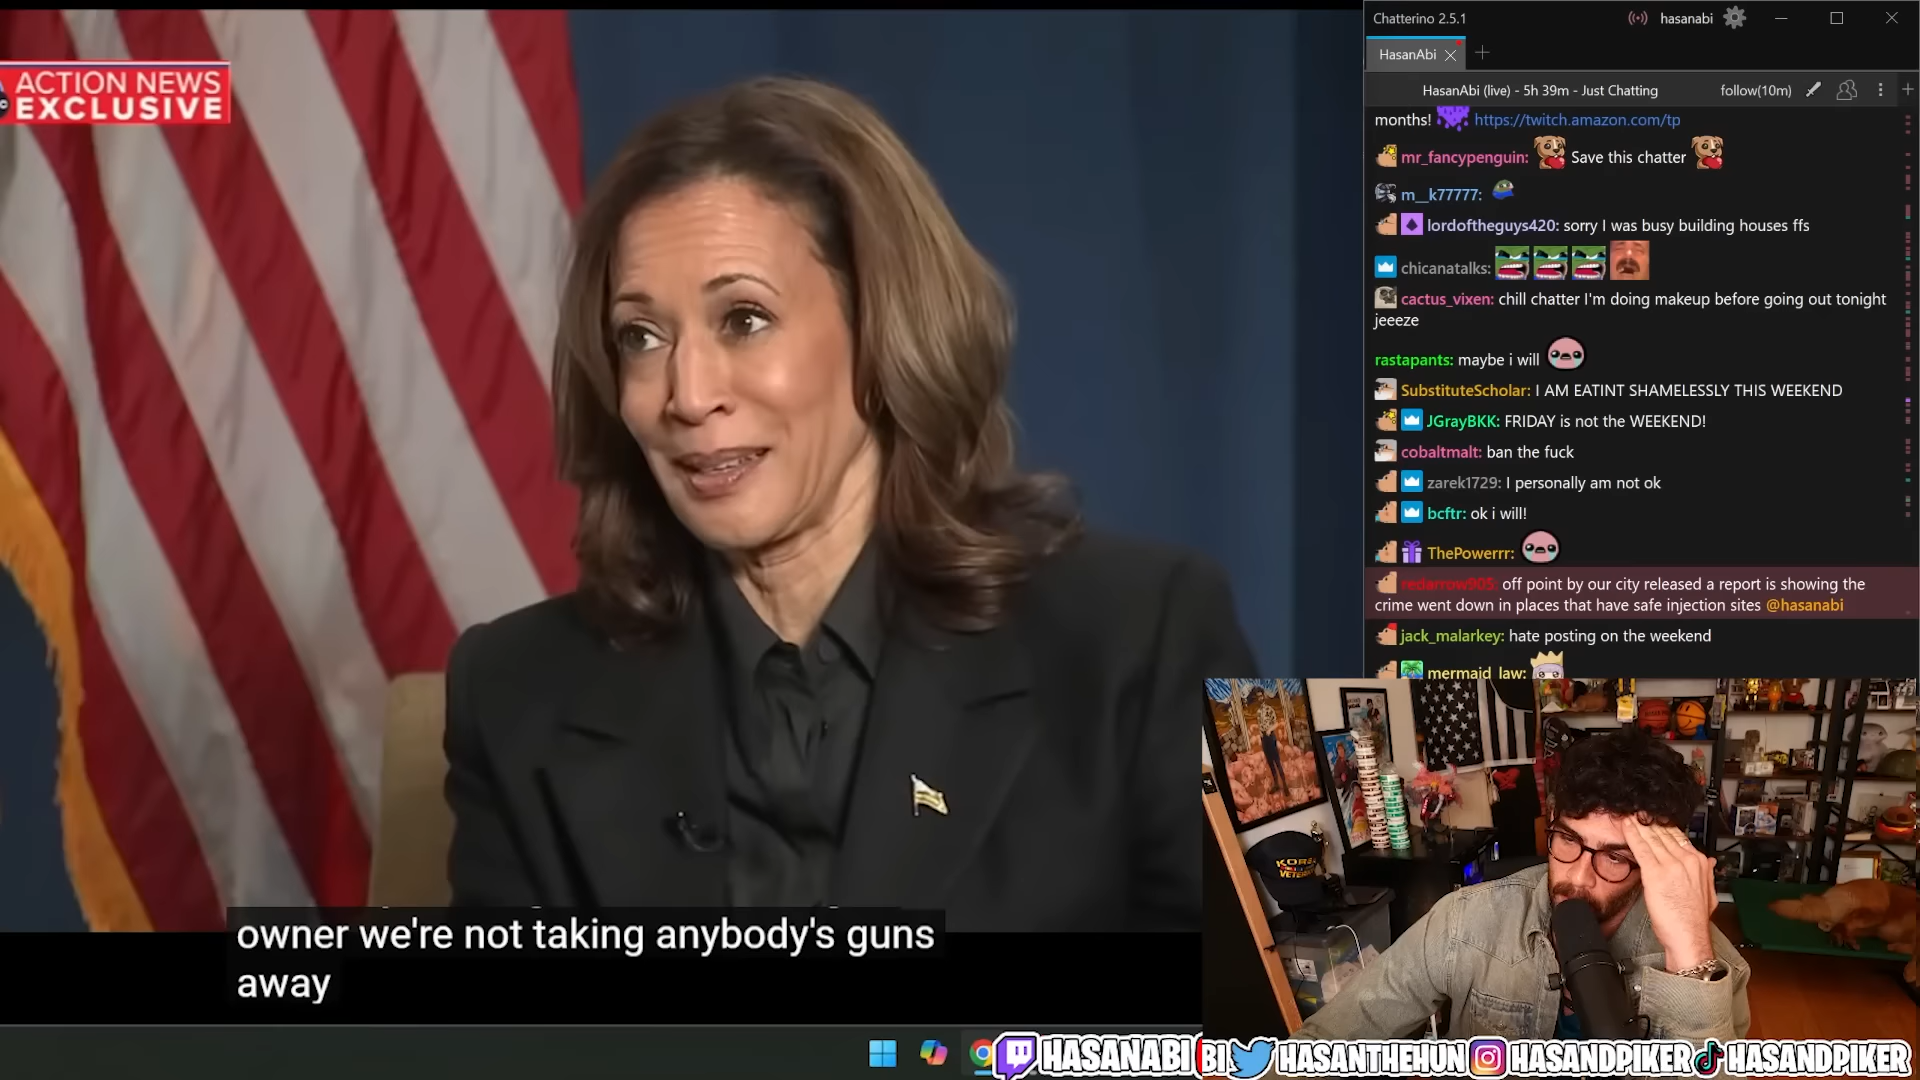 ACTION NEWS
EXCLUSIVE
owner we're not taking anybody's guns
away
Chatterino 2.5.1
hasanabi
HasanAbi
HasanAbi (live) - 5h 39m - Just Chatting
follow(10m)
months! https://twitch.amazon.com/tp
mr_fancypenguin: Save this chatter
m__k77777:
lordoftheguys420: sorry I was busy building houses ffs
chicanatalks:
cactus_vixen: chill chatter I'm doing makeup before going out tonight
jeeeze
rastapants: maybe i will
SubstituteScholar: I AM EATINT SHAMELESSLY THIS WEEKEND
JGrayBKK: FRIDAY is not the WEEKEND!
cobaltmalt: ban the fuck
zarek1729: I personally am not ok
bcftr: ok i will!
ThePowerrr:
redarrow905: off point by our city released a report is showing the
crime went down in places that have safe injection sites @hasanabi
jack_malarkey: hate posting on the weekend
mermaid_law:
KOREA
VETERAN
HASANABI
HASANTHEHUN
HASANDPIKER
HASANDPIKER